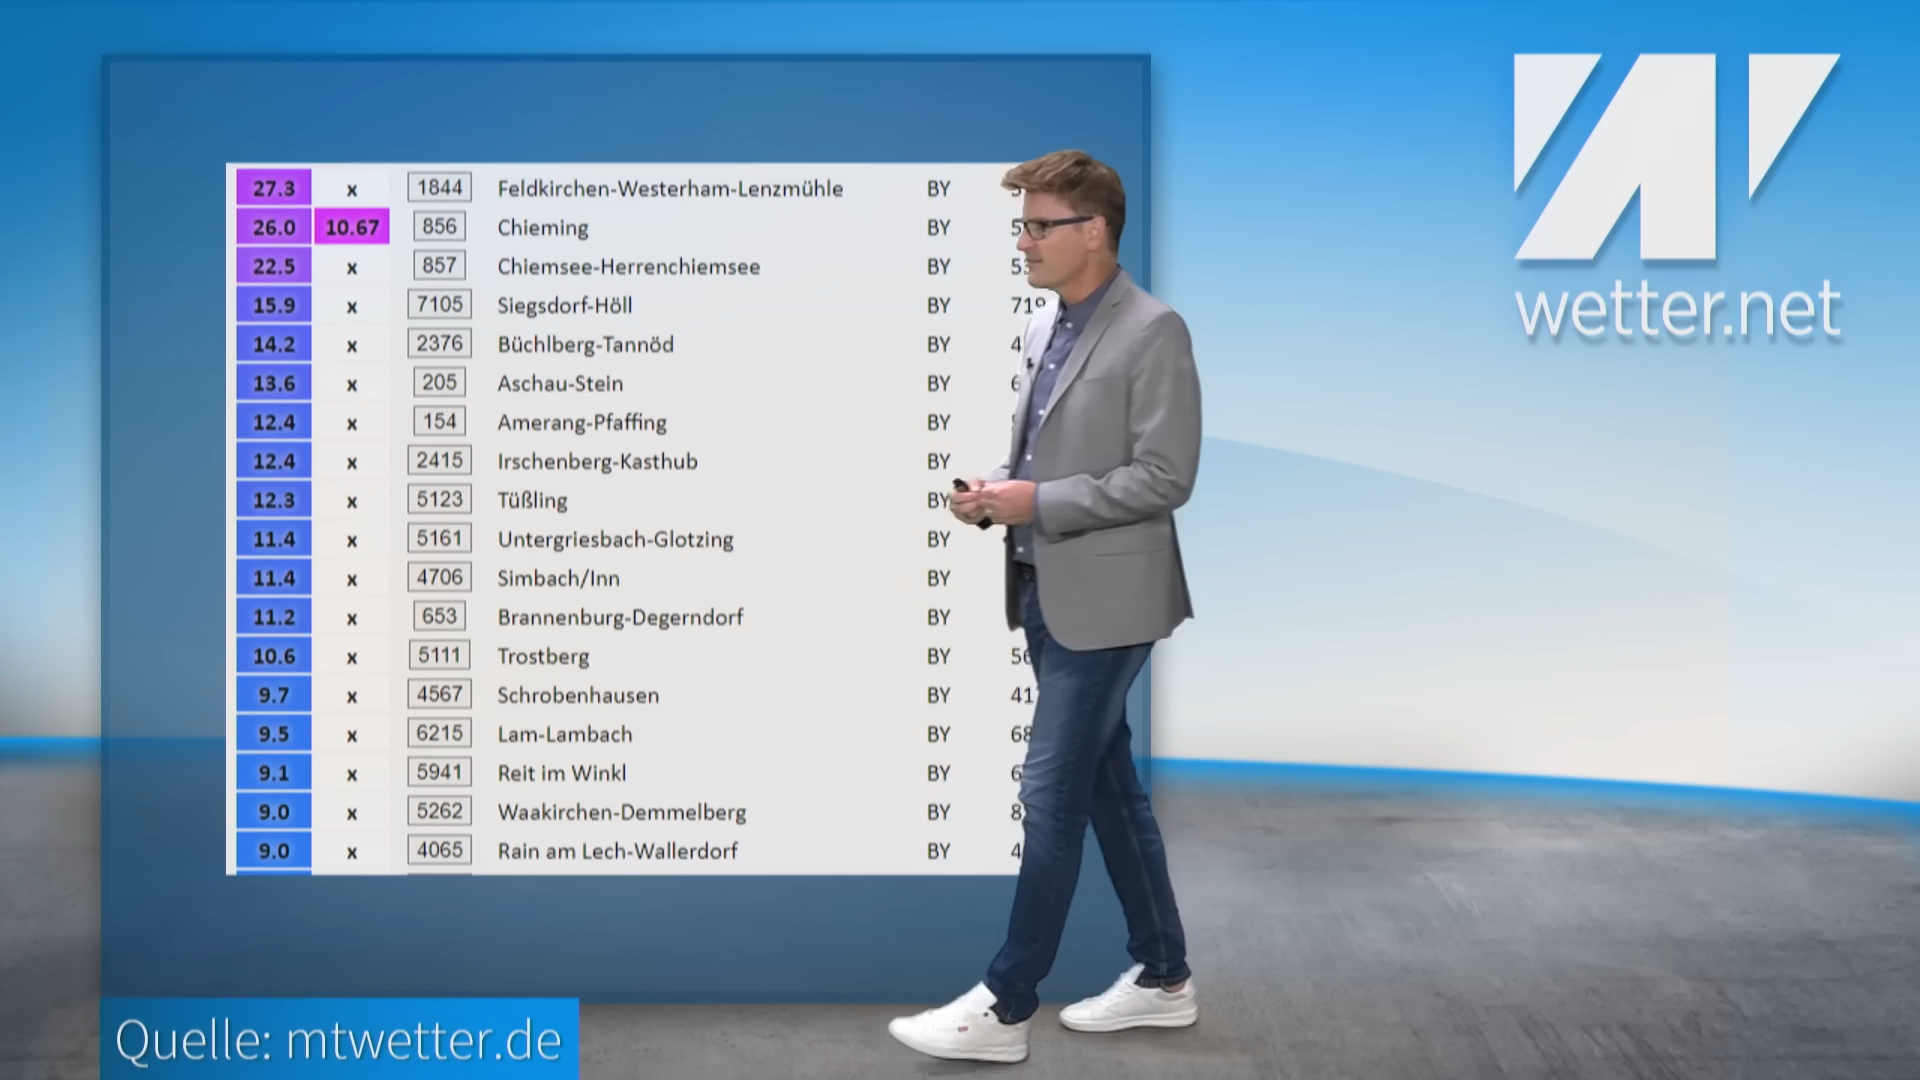 27.3 x 1844 Feldkirchen-Westerham-Lenzmühle BY
26.0 10.67 856 Chieming BY
22.5 x 857 Chiemsee-Herrenchiemsee BY
15.9 x 7105 Siegsdorf-Höll BY 719
14.2 x 2376 Büchlberg-Tannöd BY
13.6 x 205 Aschau-Stein BY
12.4 x 154 Amerang-Pfaffing BY
12.4 x 2415 Irschenberg-Kasthub BY
12.3 x 5123 Tüßling BY
11.4 x 5161 Untergriesbach-Glotzing BY
11.4 x 4706 Simbach/Inn BY
11.2 x 653 Brannenburg-Degerndorf BY
10.6 x 5111 Trostberg BY
9.7 x 4567 Schrobenhausen BY
9.5 x 6215 Lam-Lambach BY
9.1 x 5941 Reit im Winkl BY
9.0 x 5262 Waakirchen-Demmelberg BY
9.0 x 4065 Rain am Lech-Wallerdorf BY
wetter.net
Quelle: mtwetter.de